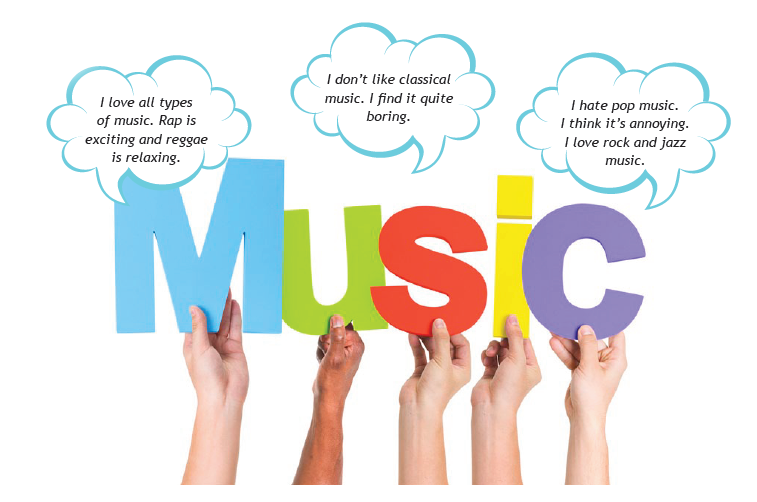 I love all types
of music. Rap is
exciting and reggae
is relaxing.
I don't like classical
music. I find it quite
boring.
I hate pop music.
I think it's annoying.
I love rock and jazz
music.
Music